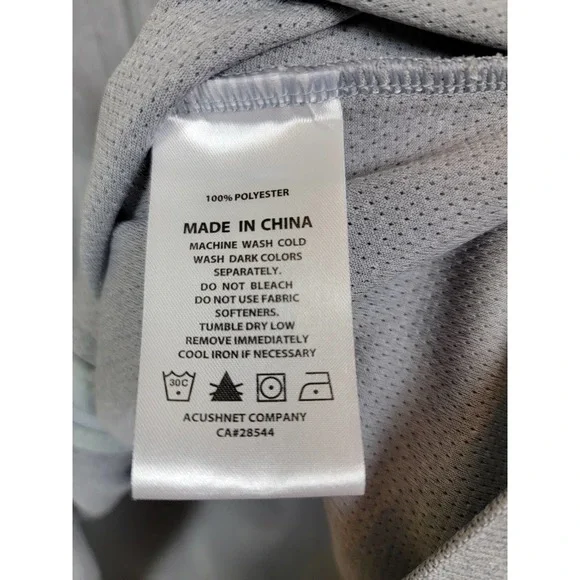 100% POLYESTER
MADE IN CHINA
MACHINE WASH COLD
WASH DARK COLORS
SEPARATELY.
DO NOT BLEACH
DO NOT USE FABRIC
SOFTENERS.
TUMBLE DRY LOW
REMOVE IMMEDIATELY
COOL IRON IF NECESSARY
30C
ACUSHNET COMPANY
CA#28544